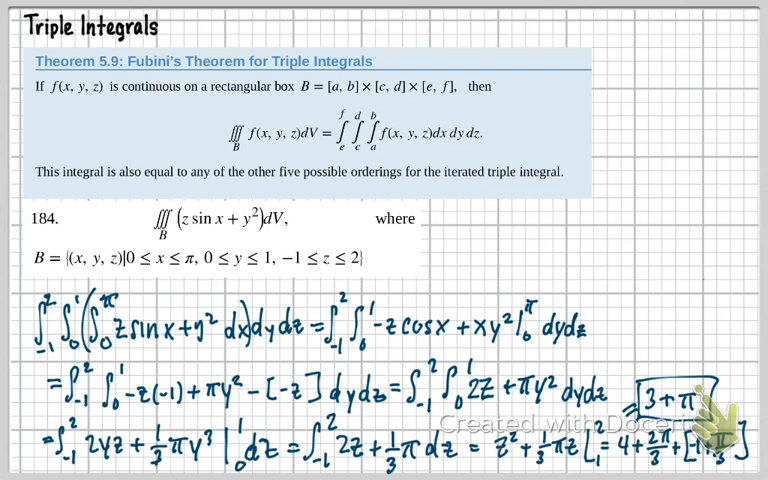 Triple Integrals
Theorem 5.9: Fubini's Theorem for Triple Integrals
If f(x, y, z) is continuous on a rectangular box B = [a, b] × [c, d] × [e, f], then
∭_B f(x, y, z)dV = ∫_e^f ∫_c^d ∫_a^b f(x, y, z)dx dy dz.
This integral is also equal to any of the other five possible orderings for the iterated triple integral.
184. ∭_B (z sin x + y²)dV, where
B = {(x, y, z)|0 ≤ x ≤ π, 0 ≤ y ≤ 1, −1 ≤ z ≤ 2}
∫_-1^2 ∫_0^1 (∫_0^π z sin x + y² dx) dy dz = ∫_-1^2 ∫_0^1 -z cos x + xy² |_0^π dy dz
= ∫_-1^2 ∫_0^1 -z(-1) + πy² - [-z] dy dz = ∫_-1^2 ∫_0^1 2z + πy² dy dz
= 3 + π
Created with Doceri
= ∫_-1^2 2yz + 1/3 πy³ |_0^1 dz = ∫_-1^2 2z + 1/3 π dz = z² + 1/3 πz |_-1^2 = 4 + 2π/3 +